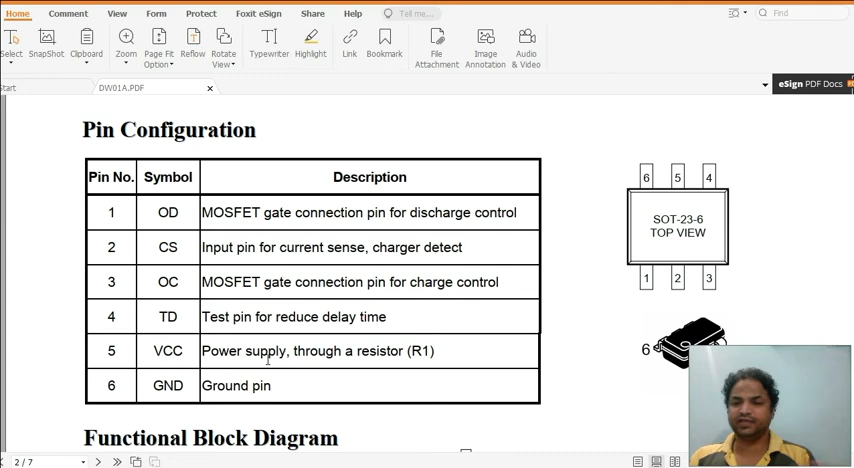 Home Comment View Form Protect Foxit eSign Share Help Tell me... Find
Select SnapShot Clipboard Zoom Page Fit Option Reflow Rotate View Typewriter Highlight Link Bookmark File Attachment Image Annotation Audio & Video
Start DW01A.PDF eSign PDF Docs
Pin Configuration
Pin No. Symbol Description
1 OD MOSFET gate connection pin for discharge control
2 CS Input pin for current sense, charger detect
3 OC MOSFET gate connection pin for charge control
4 TD Test pin for reduce delay time
5 VCC Power supply, through a resistor (R1)
6 GND Ground pin
6 5 4
SOT-23-6
TOP VIEW
1 2 3
6
Functional Block Diagram
2 / 7